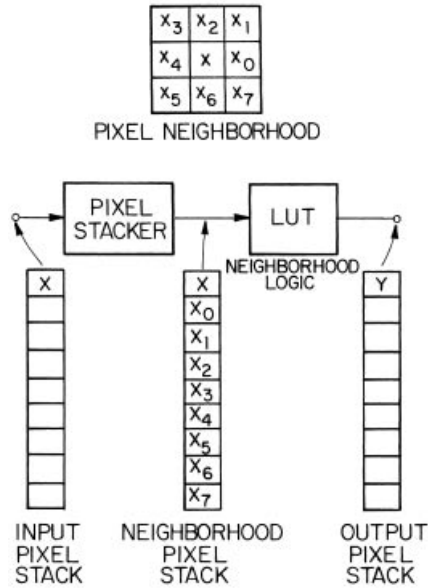 X₃ X₂ X₁
X₄ X X₀
X₅ X₆ X₇
PIXEL NEIGHBORHOOD
PIXEL
STACKER
LUT
NEIGHBORHOOD
LOGIC
X
X
X₀
X₁
X₂
X₃
X₄
X₅
X₆
X₇
Y
INPUT
PIXEL
STACK
NEIGHBORHOOD
PIXEL
STACK
OUTPUT
PIXEL
STACK